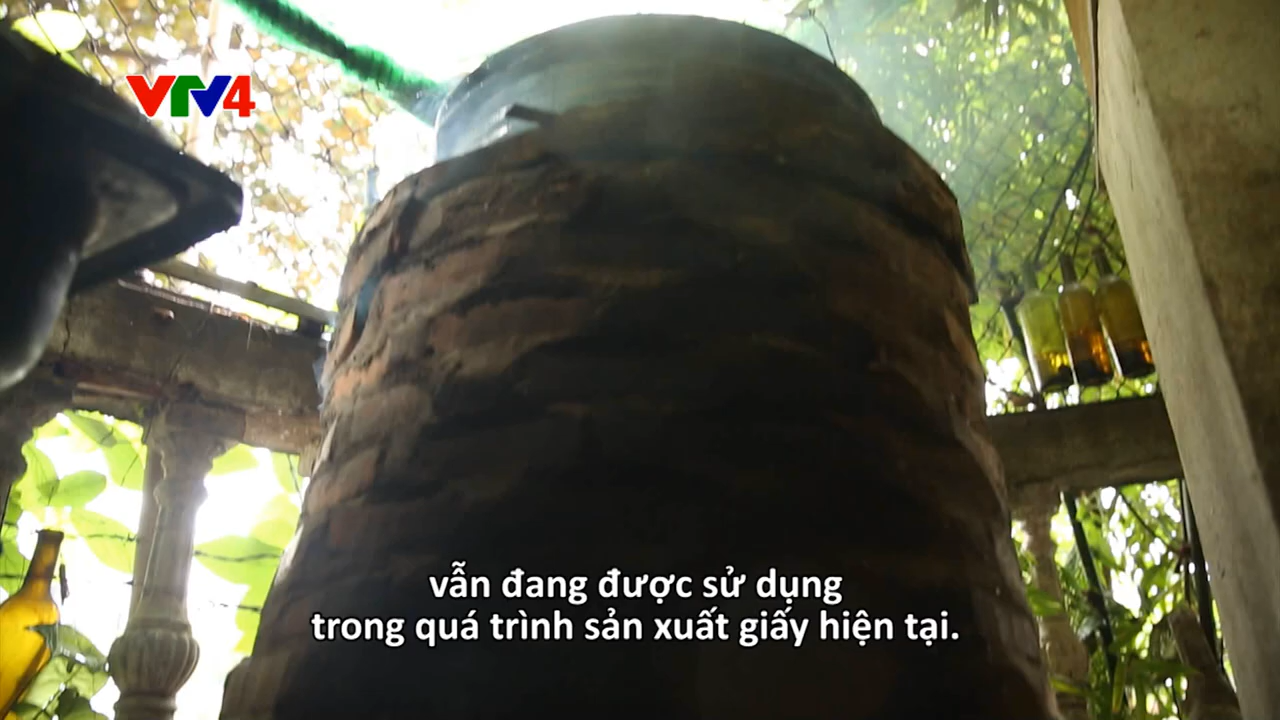 VTV4
vẫn đang được sử dụng
trong quá trình sản xuất giấy hiện tại.